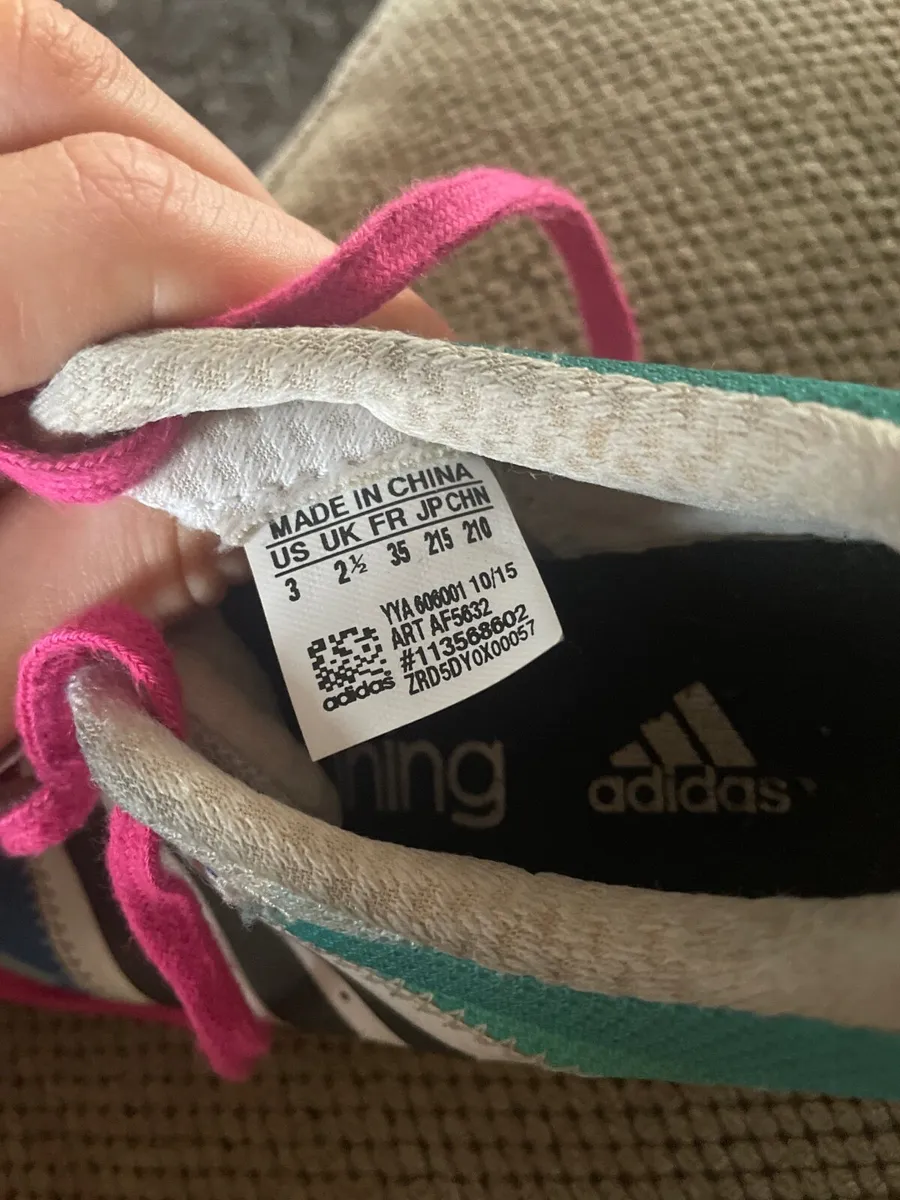 MADE IN CHINA
US UK FR JP CHN
3 2½ 35 215 210
YYA 606001 10/15
ART AF5632
#113568602
ZRD5DY0X00057
adidas
ning
adidas